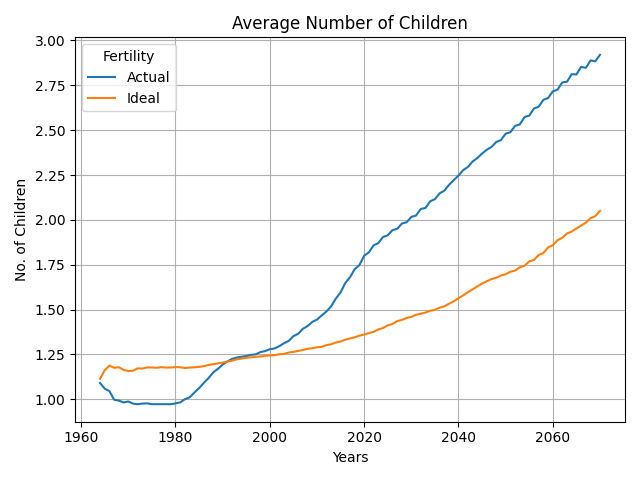 Average Number of Children
Fertility
Actual
Ideal
No. of Children
3.00
2.75
2.50
2.25
2.00
1.75
1.50
1.25
1.00
1960 1980 2000 2020 2040 2060
Years